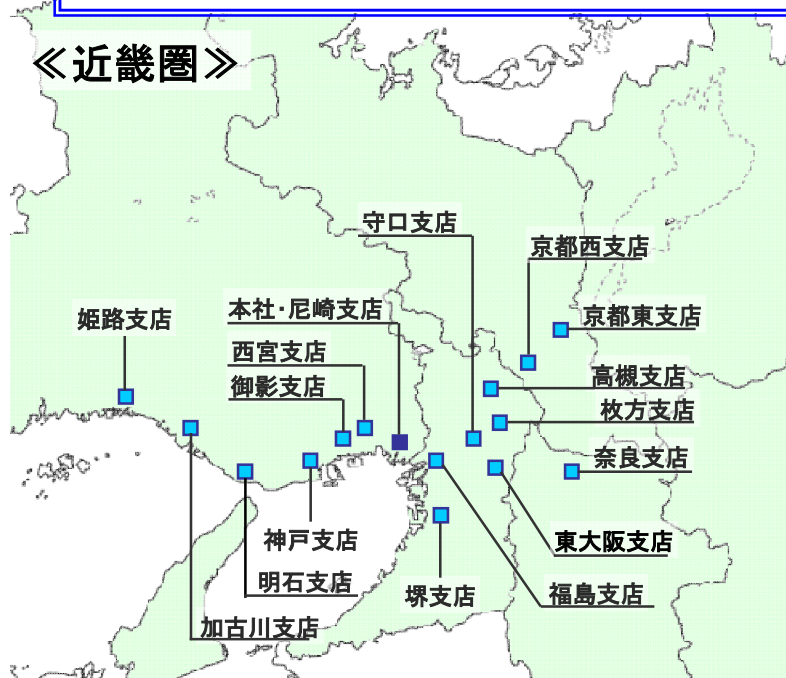 ≪近畿圏≫
守口支店
京都西支店
本社・尼崎支店
京都東支店
姫路支店
西宮支店
御影支店
高槻支店
枚方支店
奈良支店
神戸支店
東大阪支店
明石支店
堺支店
福島支店
加古川支店